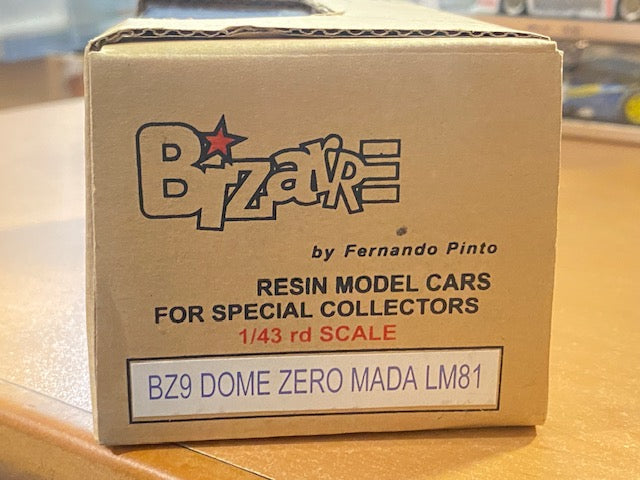 BizaRRE
by Fernando Pinto
RESIN MODEL CARS
FOR SPECIAL COLLECTORS
1/43 rd SCALE
BZ9 DOME ZERO MADA LM81